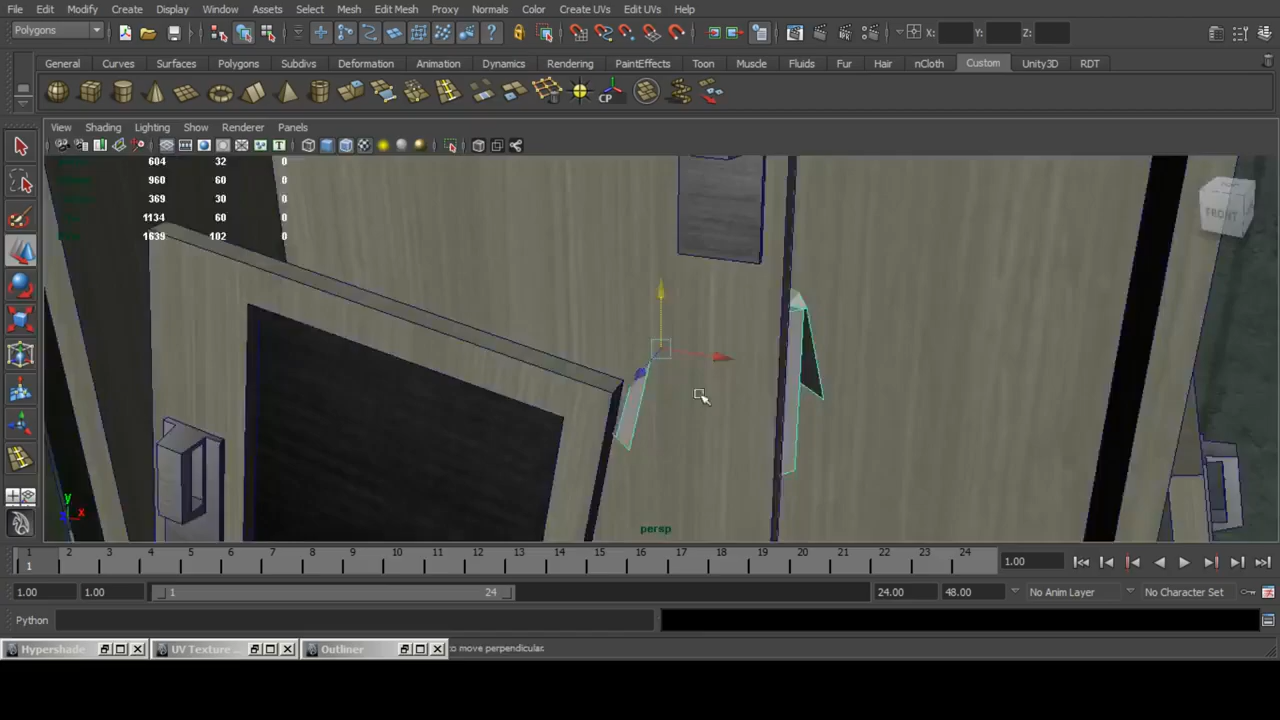 File Edit Modify Create Display Window Assets Select Mesh Edit Mesh Proxy Normals Color Create UVs Edit UVs Help
Polygons X: Y: Z:
General Curves Surfaces Polygons Subdivs Deformation Animation Dynamics Rendering PaintEffects Toon Muscle Fluids Fur Hair nCloth Custom Unity3D RDT
CP
View Shading Lighting Show Renderer Panels
604 32 0
960 60 0
369 30 0
1134 60 0
1639 102 0
FRONT
y
x
persp
1 2 3 4 5 6 7 8 9 10 11 12 13 14 15 16 17 18 19 20 21 22 23 24 1.00
1
1.00 1.00 1 24 24.00 48.00 No Anim Layer No Character Set
Python
Hypershade UV Texture ... Outliner to move perpendicular.